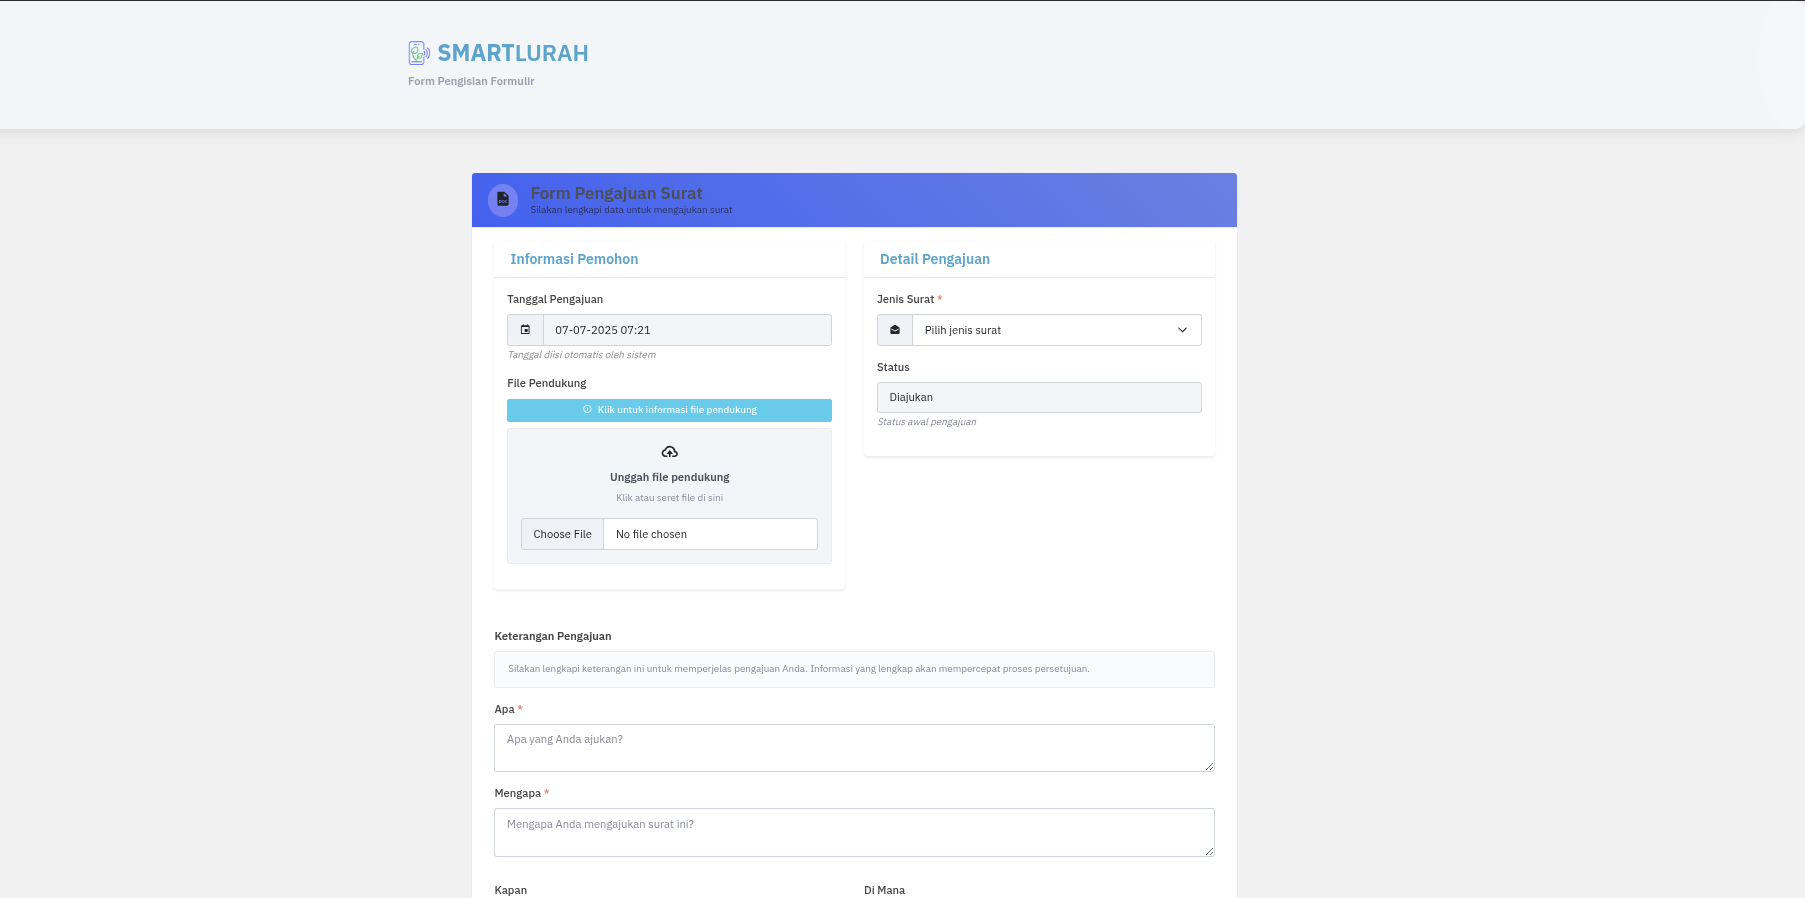 SMARTLURAH
Form Pengisian Formulir
Form Pengajuan Surat
Silakan lengkapi data untuk mengajukan surat
Informasi Pemohon
Tanggal Pengajuan
07-07-2025 07:21
Tanggal diisi otomatis oleh sistem
File Pendukung
Klik untuk informasi file pendukung
Unggah file pendukung
Klik atau seret file di sini
Choose File No file chosen
Detail Pengajuan
Jenis Surat *
Pilih jenis surat
Status
Diajukan
Status awal pengajuan
Keterangan Pengajuan
Silakan lengkapi keterangan ini untuk memperjelas pengajuan Anda. Informasi yang lengkap akan mempercepat proses persetujuan.
Apa *
Apa yang Anda ajukan?
Mengapa *
Mengapa Anda mengajukan surat ini?
Kapan
Di Mana